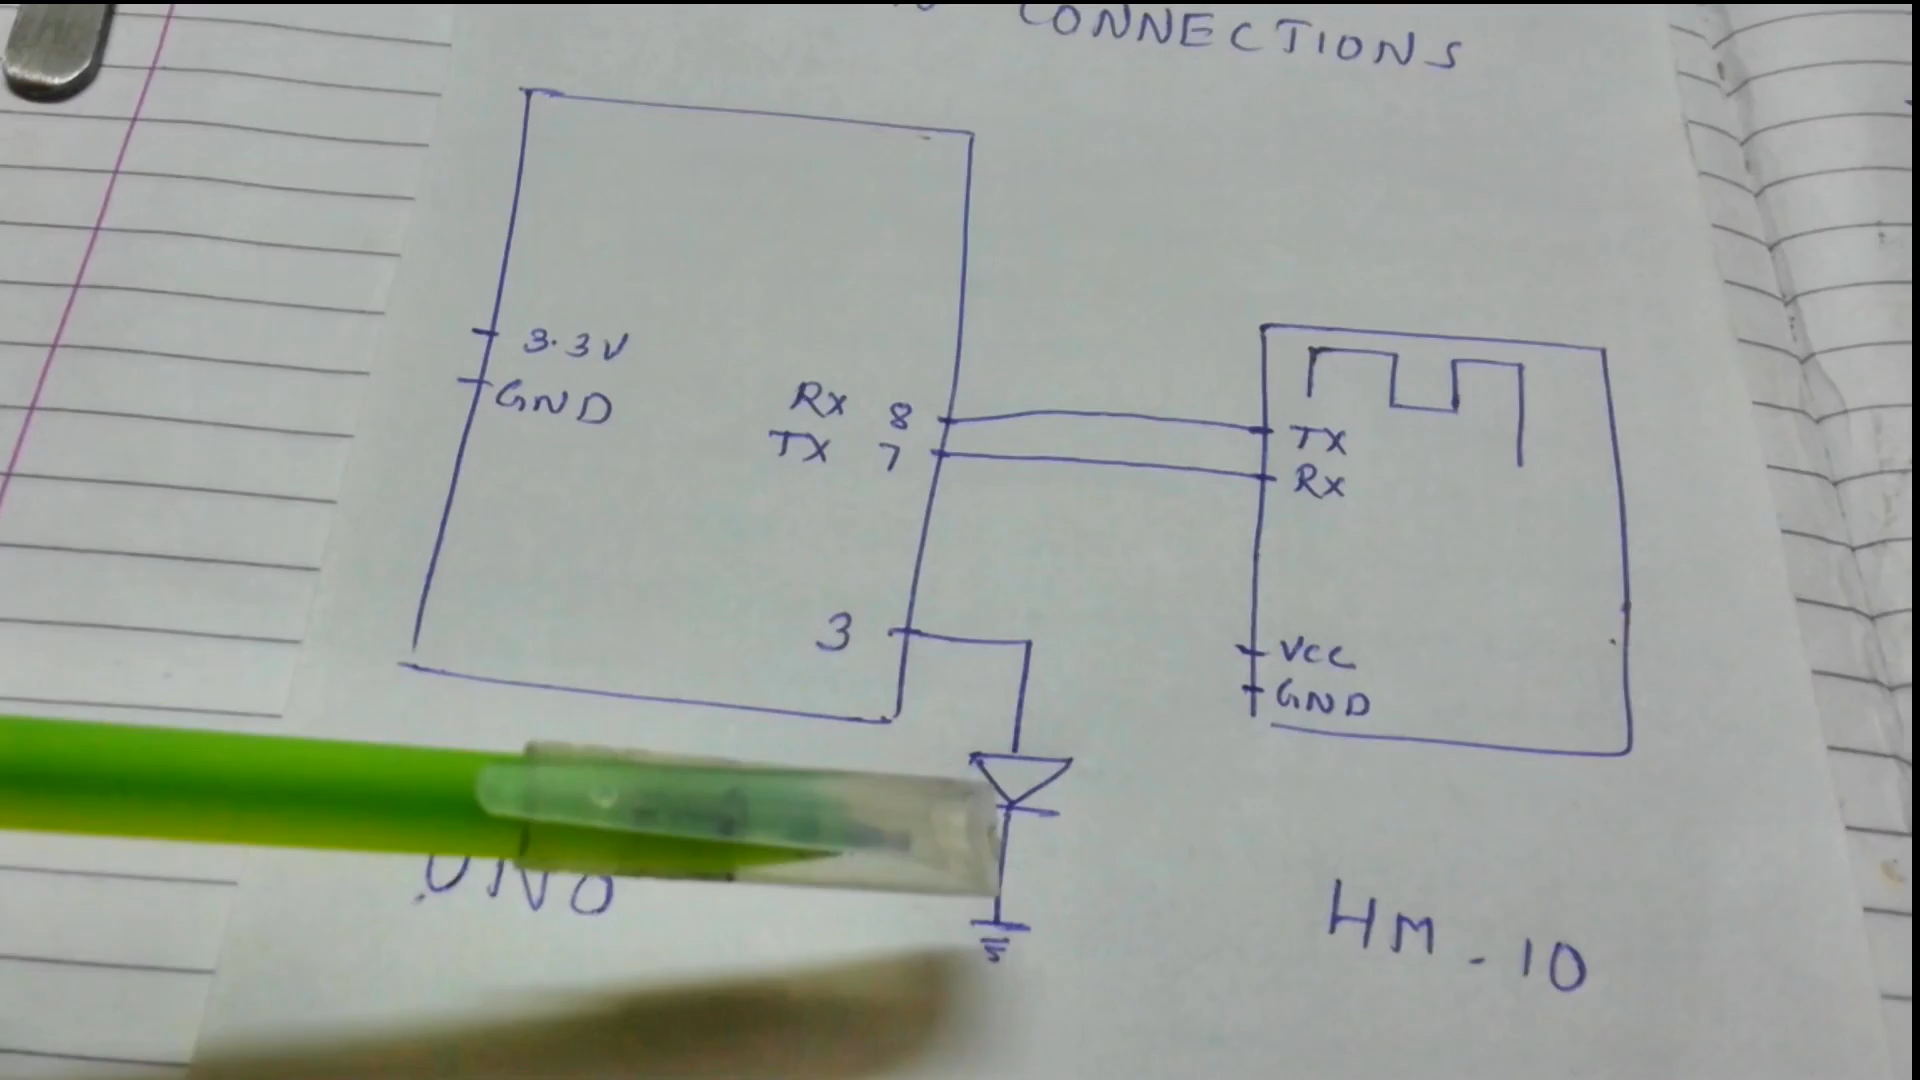 CONNECTIONS
3.3V
GND
Rx 8
TX 7
3
TX
Rx
Vcc
GND
UNO
HM-10